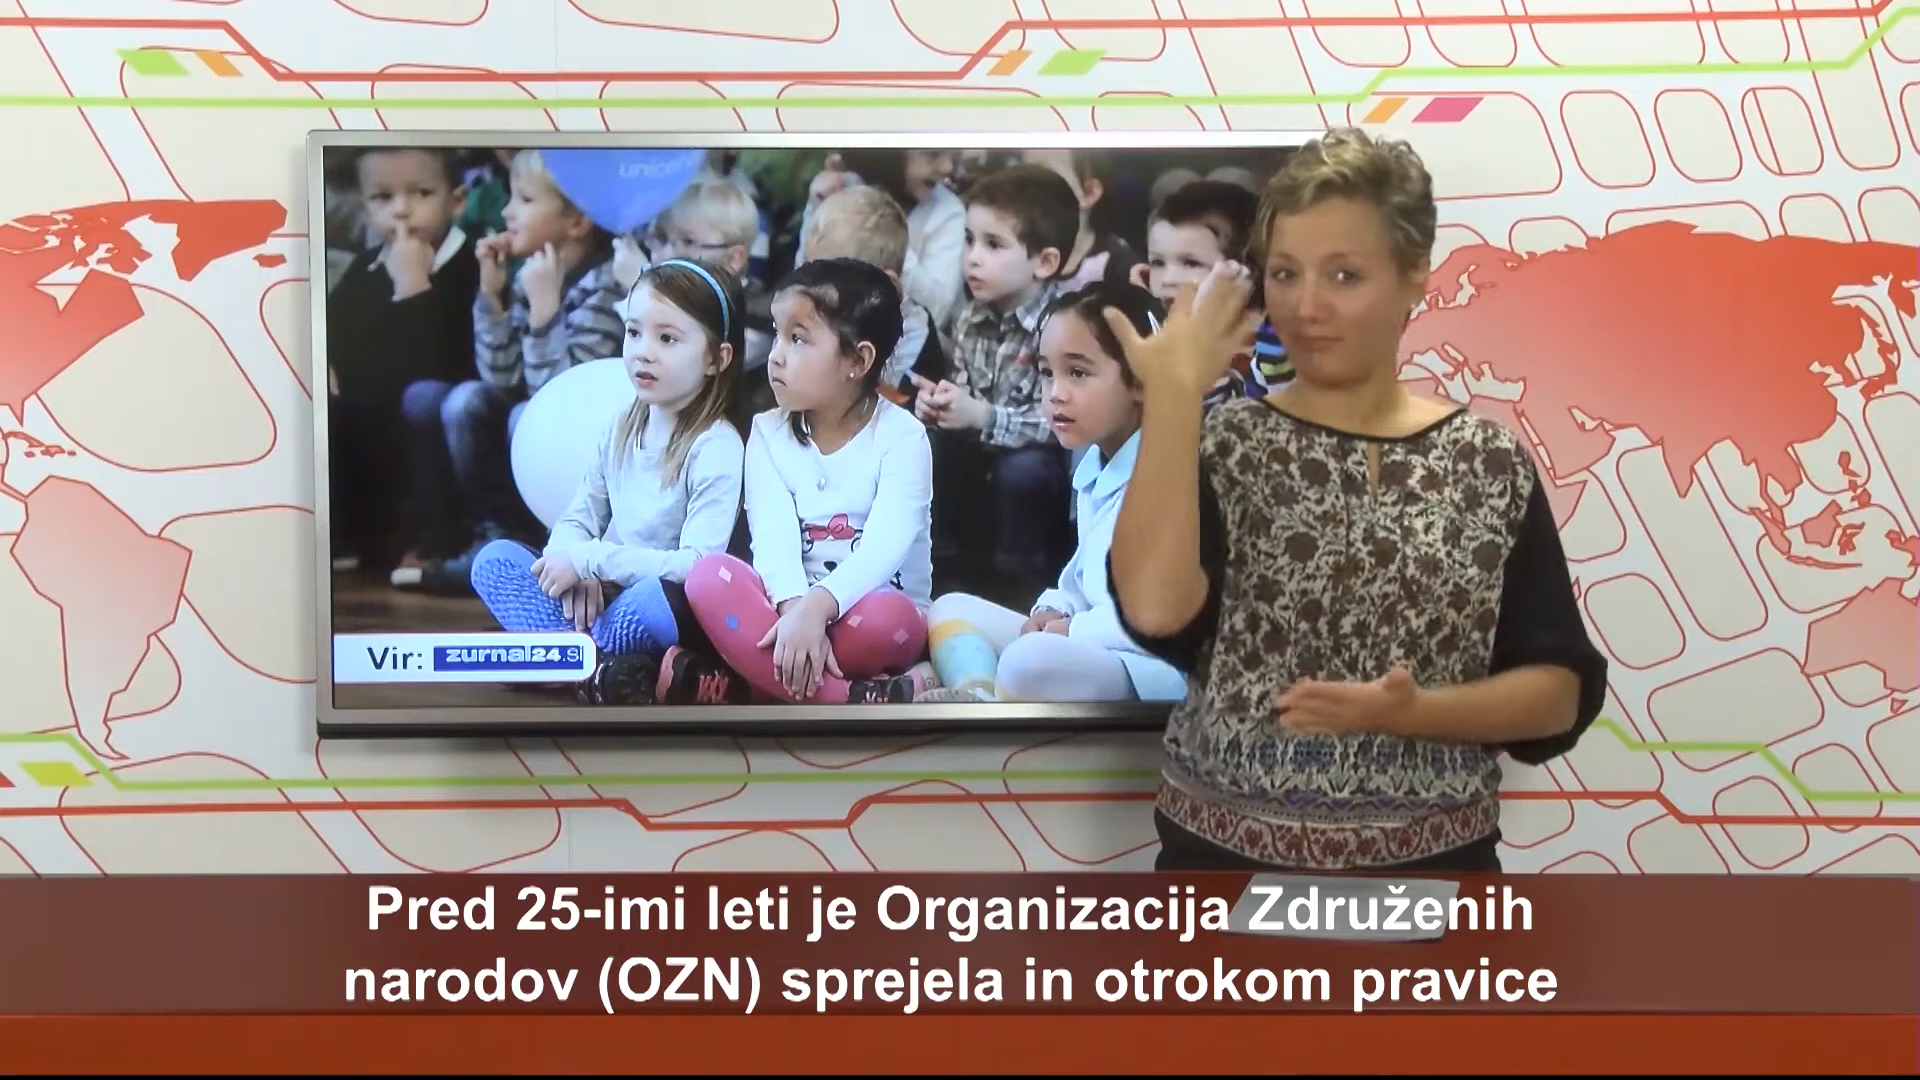 unicef
Vir: zurnal24.si
Pred 25-imi leti je Organizacija Združenih
narodov (OZN) sprejela in otrokom pravice